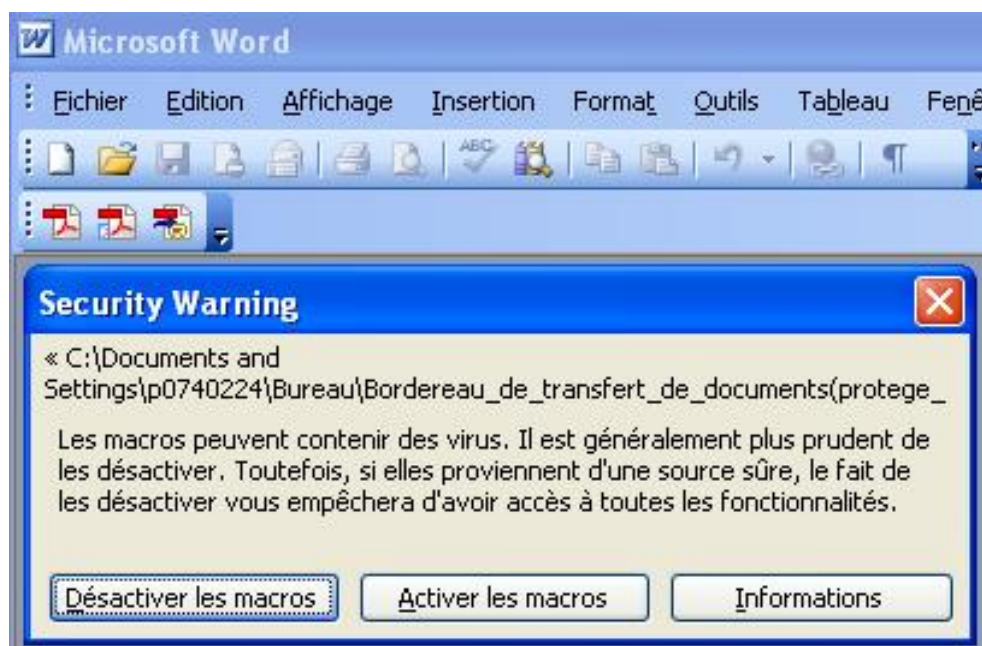 Microsoft Word
Fichier Edition Affichage Insertion Format Outils Tableau Fenê
ABC
Security Warning
« C:\Documents and
Settings\p0740224\Bureau\Bordereau_de_transfert_de_documents(protege_
Les macros peuvent contenir des virus. Il est généralement plus prudent de
les désactiver. Toutefois, si elles proviennent d'une source sûre, le fait de
les désactiver vous empêchera d'avoir accès à toutes les fonctionnalités.
Désactiver les macros Activer les macros Informations